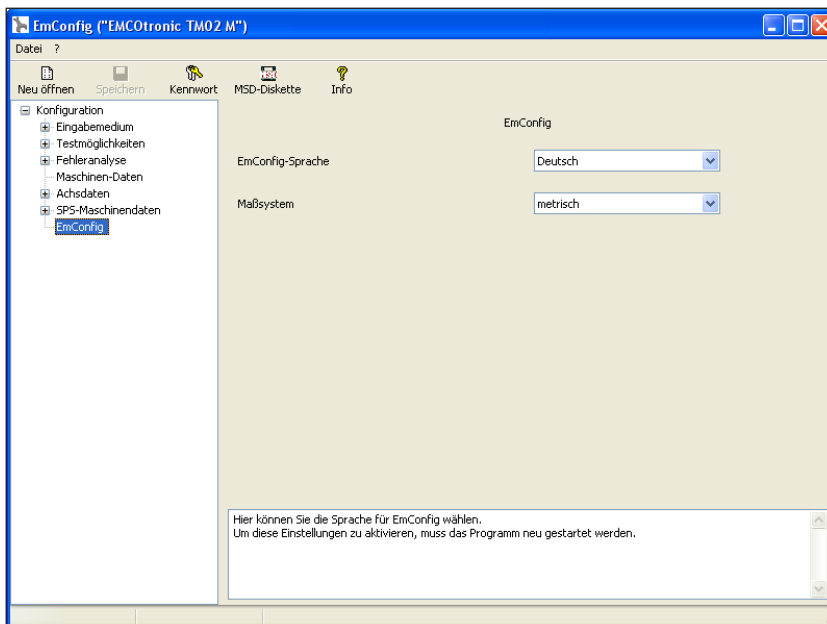 EmConfig ("EMCOtronic TM02 M")
Datei ?
Neu öffnen Speichern Kennwort MSD-Diskette Info
Konfiguration
Eingabemedium
Testmöglichkeiten
Fehleranalyse
Maschinen-Daten
Achsdaten
SPS-Maschinendaten
EmConfig
EmConfig
EmConfig-Sprache Deutsch
Maßsystem metrisch
Hier können Sie die Sprache für EmConfig wählen.
Um diese Einstellungen zu aktivieren, muss das Programm neu gestartet werden.